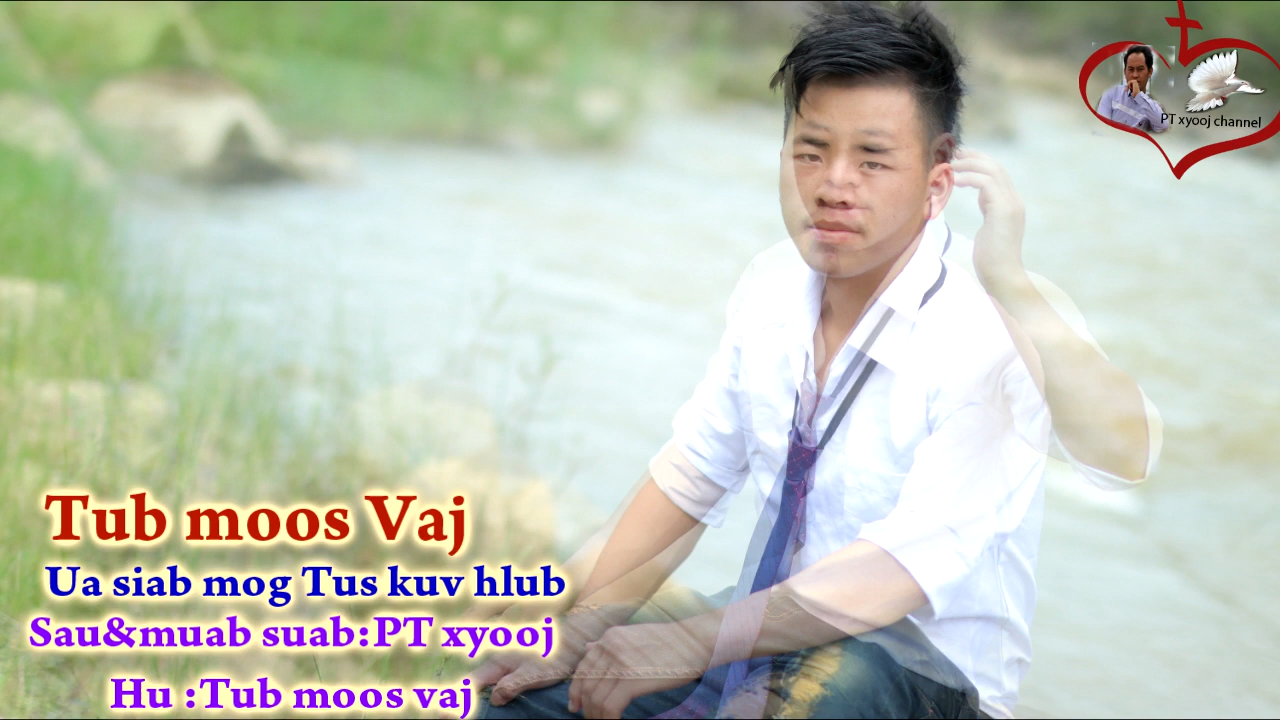 PT xyooj channel
Tub moos Vaj
Ua siab mog Tus kuv hlub
Sau&muab suab:PT xyooj
Hu :Tub moos vaj